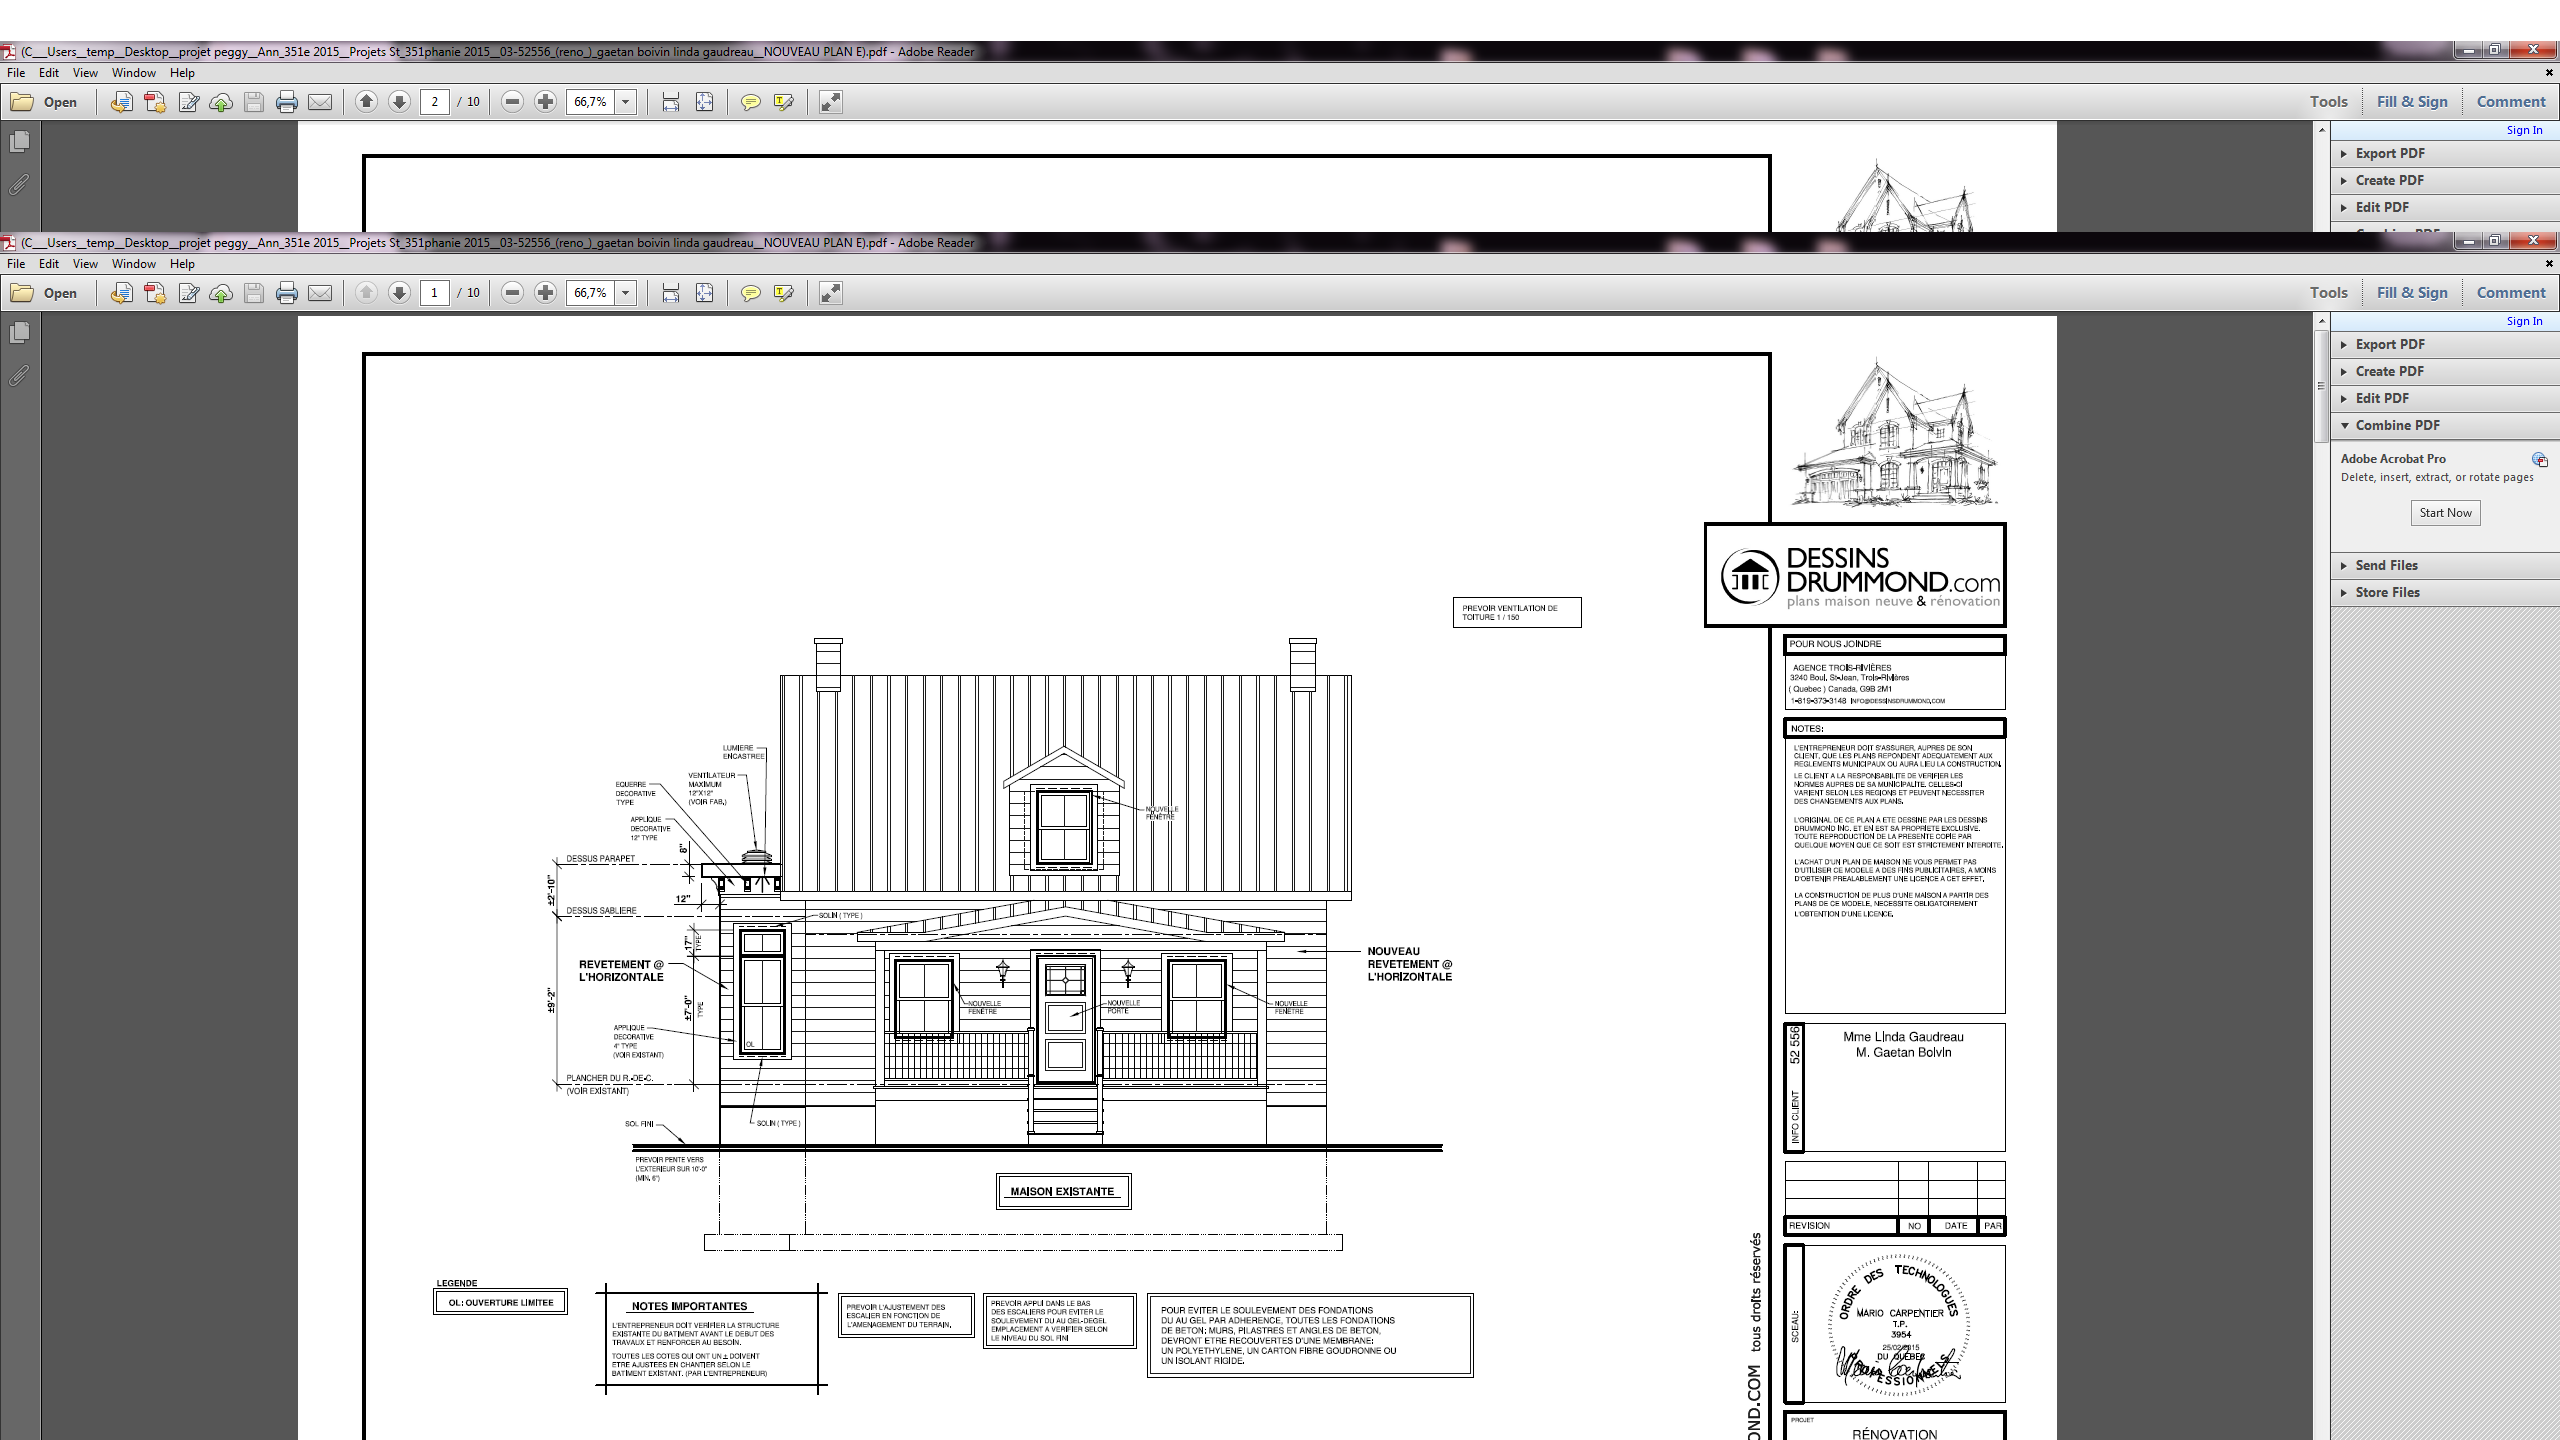 (C___Users__temp__Desktop__projet peggy__Ann_351e 2015__Projets St_351phanie 2015__03-52556_(reno_)_gaetan boivin linda gaudreau__NOUVEAU PLAN E).pdf - Adobe Reader
File Edit View Window Help
Open 2 / 10 66,7% Tools Fill & Sign Comment
Sign In
Export PDF
Create PDF
Edit PDF
(C___Users__temp__Desktop__projet peggy__Ann_351e 2015__Projets St_351phanie 2015__03-52556_(reno_)_gaetan boivin linda gaudreau__NOUVEAU PLAN E).pdf - Adobe Reader
File Edit View Window Help
Open 1 / 10 66,7% Tools Fill & Sign Comment
Sign In
Export PDF
Create PDF
Edit PDF
Combine PDF
Adobe Acrobat Pro
Delete, insert, extract, or rotate pages
Start Now
Send Files
Store Files
DESSINS
DRUMMOND.com
plans maison neuve & rénovation
PREVOIR VENTILATION DE
TOITURE 1 / 150
POUR NOUS JOINDRE
AGENCE TROIS-RIVIÈRES
3240 Boul. St-Jean, Trois-Rivières
( Quebec ) Canada, G9B 2M1
1-819-373-3148 INFO@DESSINSDRUMMOND.COM
NOTES:
L'ENTREPRENEUR DOIT S'ASSURER, AUPRES DE SON
CLIENT, QUE LES PLANS REPONDENT ADEQUATEMENT AUX
REGLEMENTS MUNICIPAUX OU AURA LIEU LA CONSTRUCTION.
LE CLIENT A LA RESPONSABILITE DE VERIFIER LES
NORMES AUPRES DE SA MUNICIPALITE. CELLES-CI
VARIENT SELON LES REGIONS ET PEUVENT NECESSITER
DES CHANGEMENTS AUX PLANS.
L'ORIGINAL DE CE PLAN A ETE DESSINE PAR LES DESSINS
DRUMMOND INC. ET EN EST SA PROPRIETE EXCLUSIVE.
TOUTE REPRODUCTION DE LA PRESENTE COPIE PAR
QUELQUE MOYEN QUE CE SOIT EST STRICTEMENT INTERDITE.
L'ACHAT D'UN PLAN DE MAISON NE VOUS PERMET PAS
D'UTILISER CE MODELE A DES FINS PUBLICITAIRES, A MOINS
D'OBTENIR PREALABLEMENT UNE LICENCE A CET EFFET.
LA CONSTRUCTION DE PLUS D'UNE MAISON A PARTIR DES
PLANS DE CE MODELE, NECESSITE OBLIGATOIREMENT
L'OBTENTION D'UNE LICENCE.
LUMIERE
ENCASTREE
VENTILATEUR
MAXIMUM
12"X12"
(VOIR FAB.)
EQUERRE
DECORATIVE
TYPE
APPLIQUE
DECORATIVE
12" TYPE
NOUVELLE
FENÊTRE
8"
DESSUS PARAPET
±2'-10"
12"
DESSUS SABLIERE
SOLIN ( TYPE )
17"
TYPE
REVETEMENT @
L'HORIZONTALE
NOUVEAU
REVETEMENT @
L'HORIZONTALE
±9'-2"
±7'-0"
TYPE
NOUVELLE
FENÊTRE
NOUVELLE
PORTE
NOUVELLE
FENÊTRE
APPLIQUE
DECORATIVE
4" TYPE
(VOIR EXISTANT)
OL
PLANCHER DU R.-DE-C.
(VOIR EXISTANT)
SOL FINI
SOLIN ( TYPE )
PREVOIR PENTE VERS
L'EXTERIEUR SUR 10'-0"
(MIN. 6")
MAISON EXISTANTE
INFO CLIENT 52 556
Mme Linda Gaudreau
M. Gaetan Boivin
REVISION NO DATE PAR
SCEAU:
ORDRE DES TECHNOLOGUES
MARIO CARPENTIER
T.P.
3954
25/02/2015
DU QUÉBEC
PROFESSIONNELS
OND.COM tous droits réservés
PROJET
RÉNOVATION
LEGENDE
OL: OUVERTURE LIMITEE
NOTES IMPORTANTES
L'ENTREPRENEUR DOIT VERIFIER LA STRUCTURE
EXISTANTE DU BATIMENT AVANT LE DEBUT DES
TRAVAUX ET RENFORCER AU BESOIN.
TOUTES LES COTES QUI ONT UN ± DOIVENT
ETRE AJUSTEES EN CHANTIER SELON LE
BATIMENT EXISTANT. (PAR L'ENTREPRENEUR)
PREVOIR L'AJUSTEMENT DES
ESCALIER EN FONCTION DE
L'AMENAGEMENT DU TERRAIN.
PREVOIR APPUI DANS LE BAS
DES ESCALIERS POUR EVITER LE
SOULEVEMENT DU AU GEL-DEGEL
EMPLACEMENT A VERIFIER SELON
LE NIVEAU DU SOL FINI
POUR EVITER LE SOULEVEMENT DES FONDATIONS
DU AU GEL PAR ADHERENCE, TOUTES LES FONDATIONS
DE BETON; MURS, PILASTRES ET ANGLES DE BETON,
DEVRONT ETRE RECOUVERTES D'UNE MEMBRANE:
UN POLYETHYLENE, UN CARTON FIBRE GOUDRONNE OU
UN ISOLANT RIGIDE.